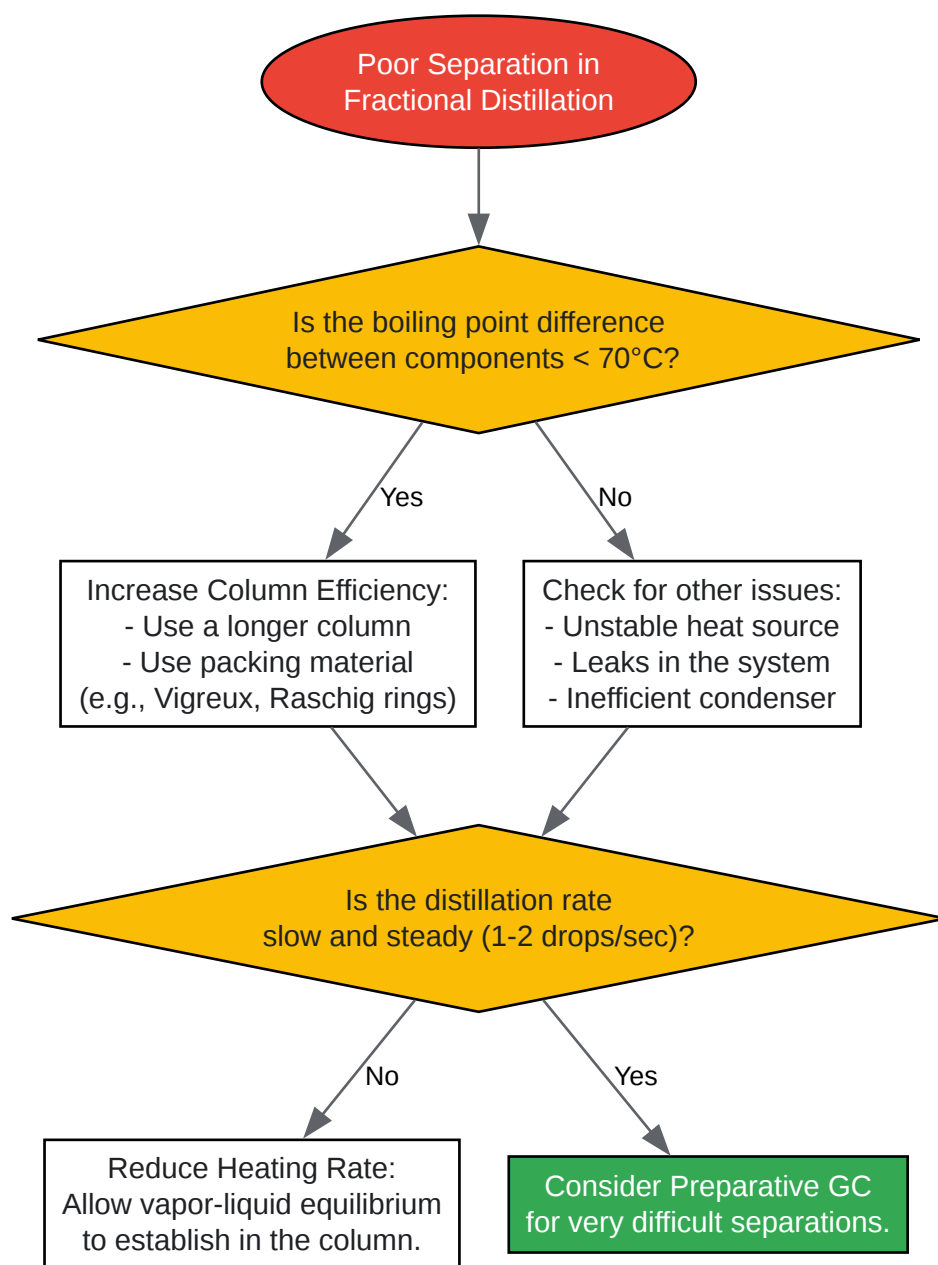 Poor Separation in
Fractional Distillation
Is the boiling point difference
between components < 70°C?
Yes
No
Increase Column Efficiency:
- Use a longer column
- Use packing material
(e.g., Vigreux, Raschig rings)
Check for other issues:
- Unstable heat source
- Leaks in the system
- Inefficient condenser
Is the distillation rate
slow and steady (1-2 drops/sec)?
No
Yes
Reduce Heating Rate:
Allow vapor-liquid equilibrium
to establish in the column.
Consider Preparative GC
for very difficult separations.